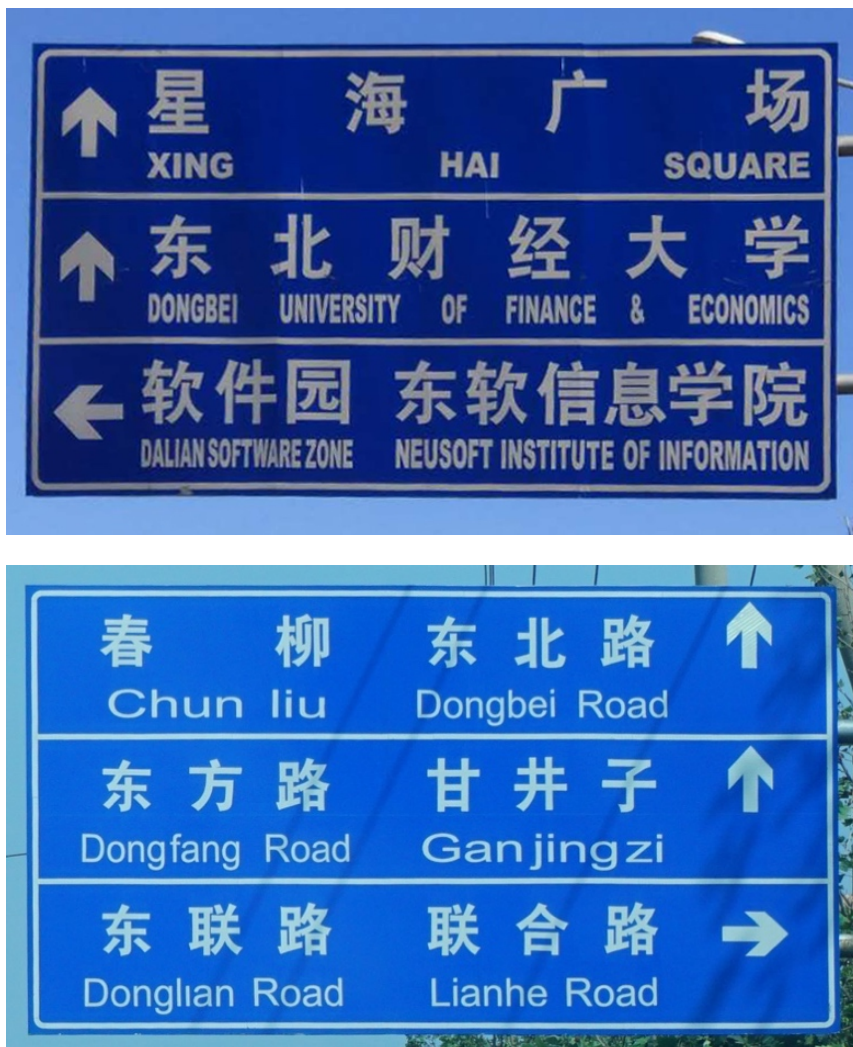 星海广场
XING HAI SQUARE
东北财经大学
DONGBEI UNIVERSITY OF FINANCE & ECONOMICS
软件园 东软信息学院
DALIAN SOFTWARE ZONE NEUSOFT INSTITUTE OF INFORMATION
春柳 东北路
Chun liu Dongbei Road
东方路 甘井子
Dongfang Road Ganjingzi
东联路 联合路
Donglian Road Lianhe Road